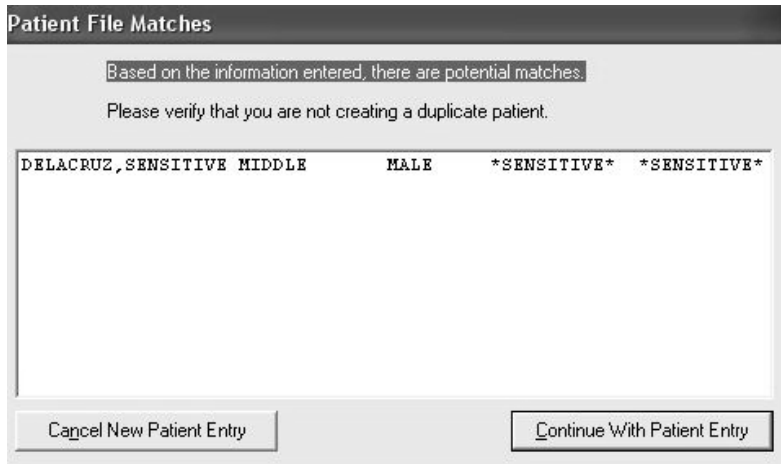 Patient File Matches
Based on the information entered, there are potential matches.
Please verify that you are not creating a duplicate patient.
DELACRUZ,SENSITIVE MIDDLE MALE *SENSITIVE* *SENSITIVE*
Cancel New Patient Entry Continue With Patient Entry